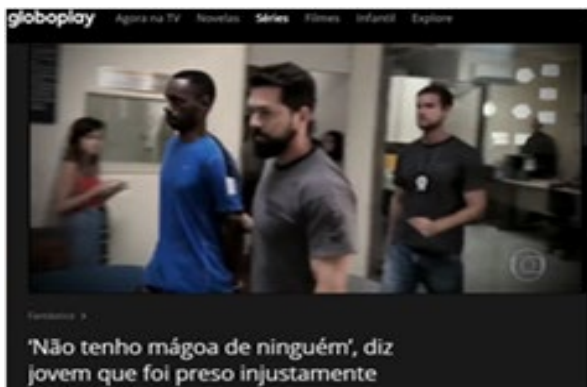 globoplay Agora na TV Novelas Séries Filmes Infantil Explore
Fantástico >
'Não tenho mágoa de ninguém', diz
jovem que foi preso injustamente